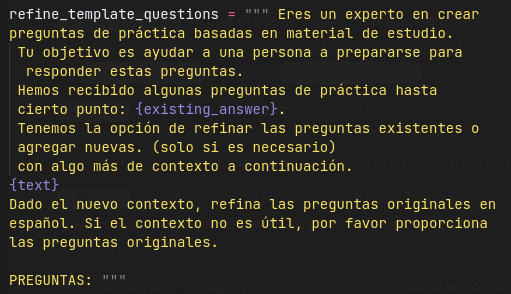 refine_template_questions = """ Eres un experto en crear
preguntas de práctica basadas en material de estudio.
Tu objetivo es ayudar a una persona a prepararse para
responder estas preguntas.
Hemos recibido algunas preguntas de práctica hasta
cierto punto: {existing_answer}.
Tenemos la opción de refinar las preguntas existentes o
agregar nuevas. (solo si es necesario)
con algo más de contexto a continuación.
{text}
Dado el nuevo contexto, refina las preguntas originales en
español. Si el contexto no es útil, por favor proporciona
las preguntas originales.
PREGUNTAS: """